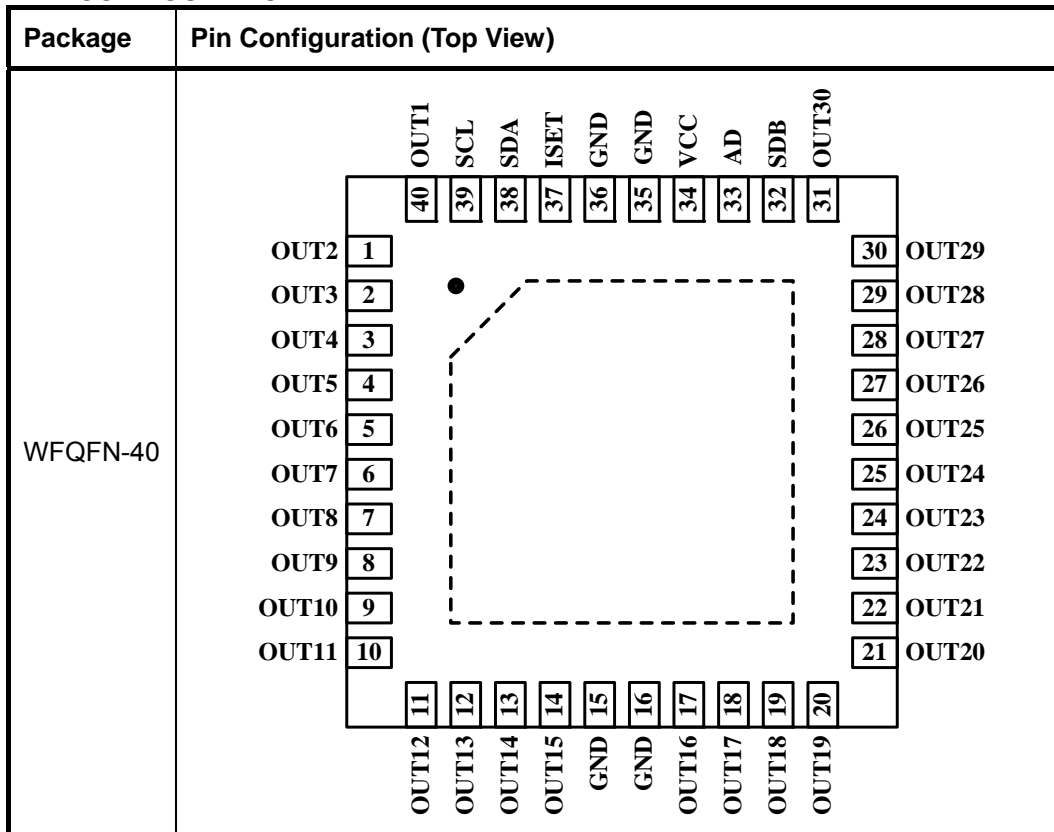 Package
Pin Configuration (Top View)
WFQFN-40
OUT1
SCL
SDA
ISET
GND
GND
VCC
AD
SDB
OUT30
40
39
38
37
36
35
34
33
32
31
OUT2 1
OUT3 2
OUT4 3
OUT5 4
OUT6 5
OUT7 6
OUT8 7
OUT9 8
OUT10 9
OUT11 10
30 OUT29
29 OUT28
28 OUT27
27 OUT26
26 OUT25
25 OUT24
24 OUT23
23 OUT22
22 OUT21
21 OUT20
11
12
13
14
15
16
17
18
19
20
OUT12
OUT13
OUT14
OUT15
GND
GND
OUT16
OUT17
OUT18
OUT19